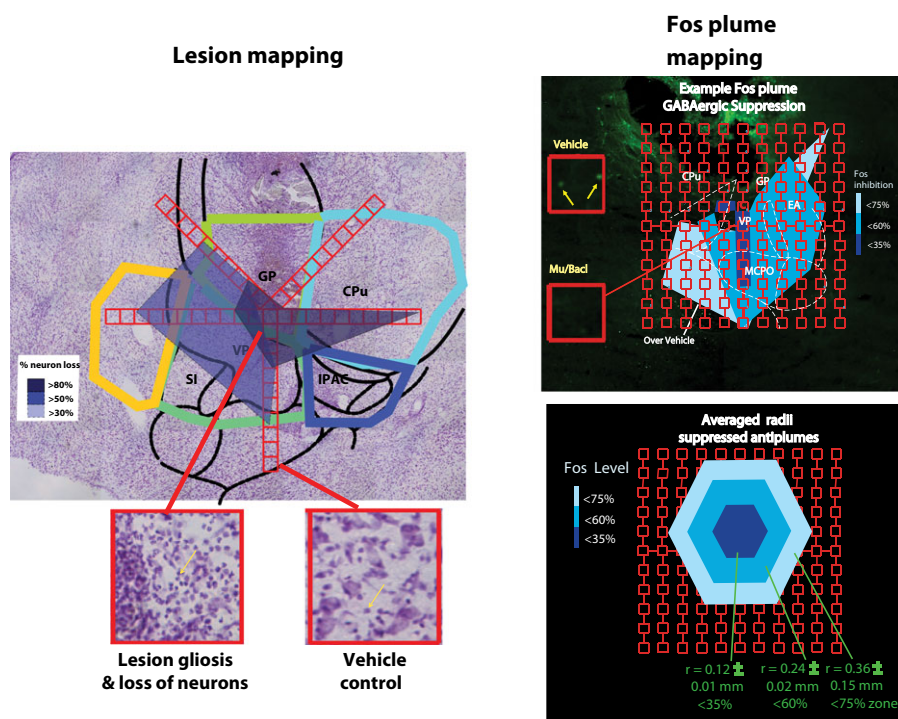 Lesion mapping
GP
CPu
VP
SI
IPAC
% neuron loss
>80%
>50%
>30%
Lesion gliosis
& loss of neurons
Vehicle
control
Fos plume
mapping
Example Fos plume
GABAergic Suppression
Vehicle
CPu
GP
EA
VP
MCPO
Mu/Bacl
Over Vehicle
Fos
inhibition
<75%
<60%
<35%
Averaged radii
suppressed antiplumes
Fos Level
<75%
<60%
<35%
r = 0.12 ±
0.01 mm
<35%
r = 0.24 ±
0.02 mm
<60%
r = 0.36 ±
0.15 mm
<75% zone